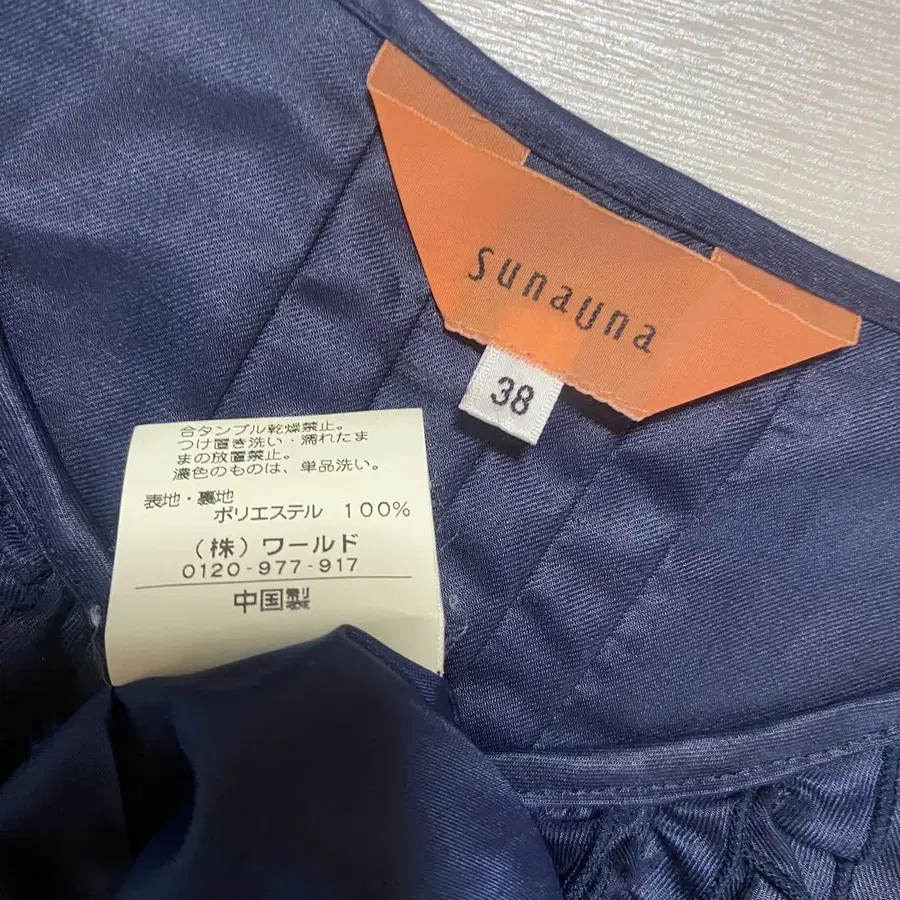 sunauna
38
合タンブル乾燥禁止。
つけ置き洗い・濡れたま
まの放置禁止。
濃色のものは、単品洗い。
表地・裏地
ポリエステル 100%
(株)ワールド
0120-977-917
中国製